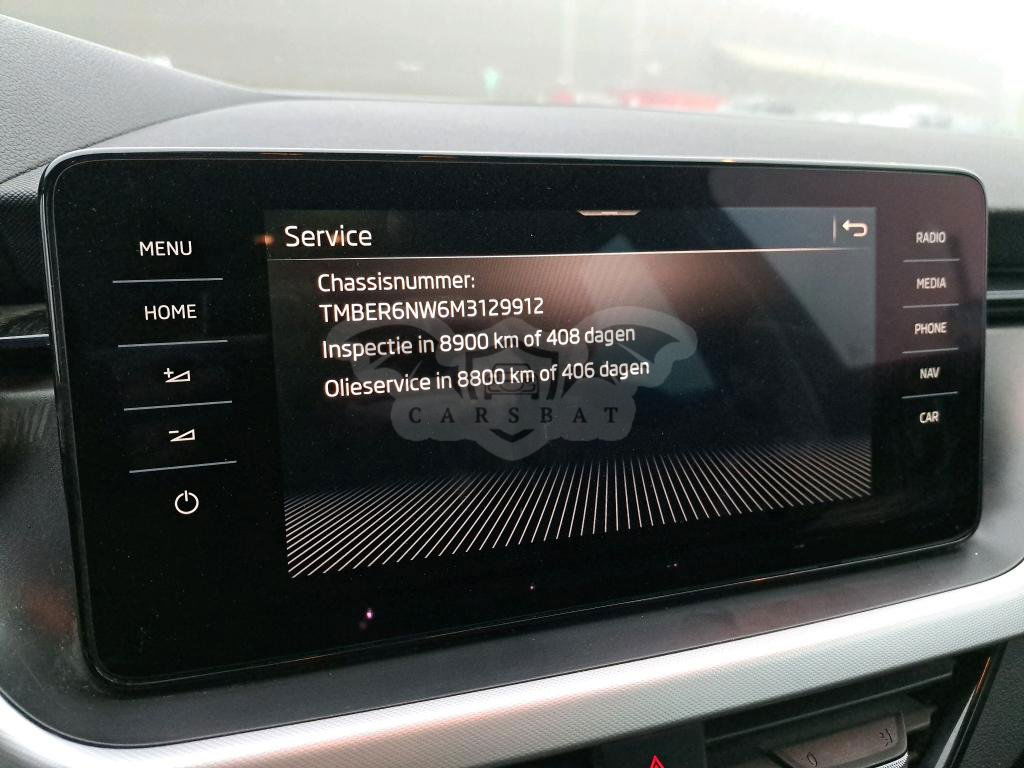 Service
MENU
HOME
Chassisnummer:
TMBER6NW6M3129912
Inspectie in 8900 km of 408 dagen
Olieservice in 8800 km of 406 dagen
CARSBAT
RADIO
MEDIA
PHONE
NAV
CAR